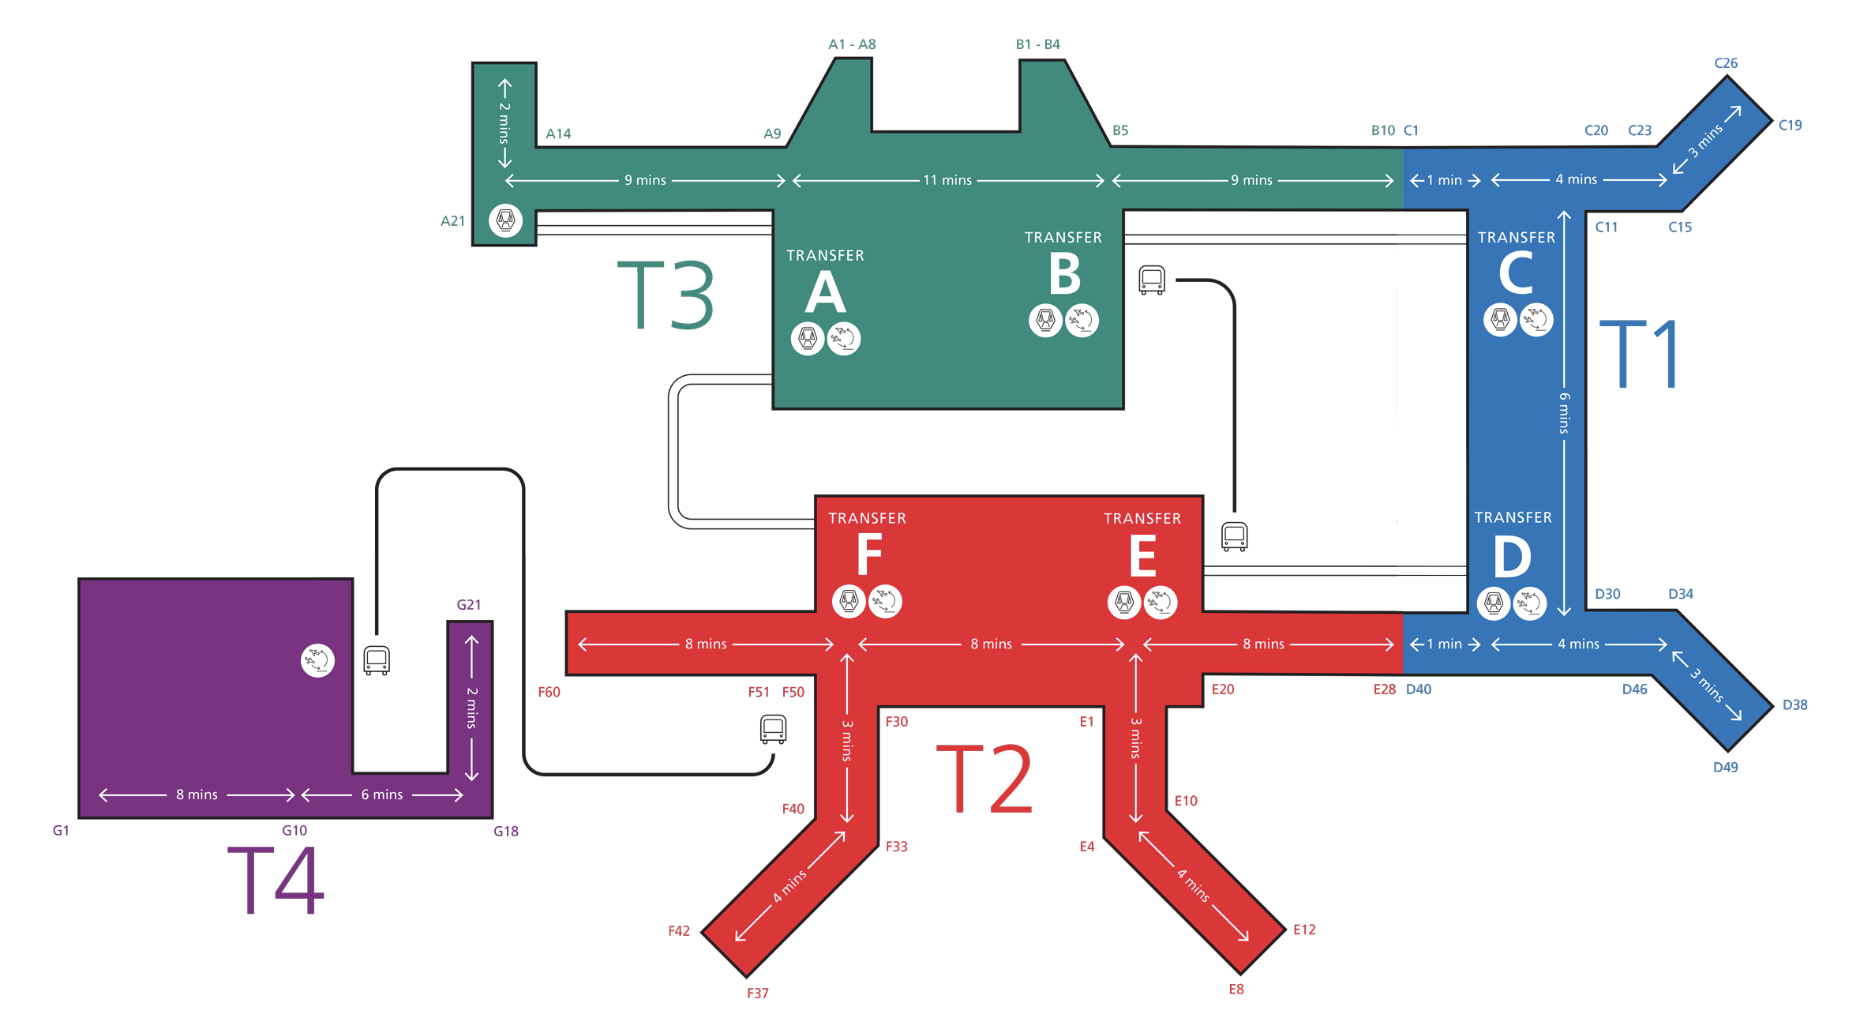 A1 - A8
B1 - B4
C26
2 mins
A14
A9
B5
B10
C1
C20
C23
C19
3 mins
9 mins
11 mins
9 mins
1 min
4 mins
A21
C11
C15
TRANSFER
A
TRANSFER
B
TRANSFER
C
T3
T1
6 mins
TRANSFER
F
TRANSFER
E
TRANSFER
D
D30
D34
G21
8 mins
8 mins
8 mins
1 min
4 mins
F60
F51
F50
E20
E28
D40
D46
3 mins
D38
2 mins
3 mins
F30
E1
3 mins
T2
D49
8 mins
6 mins
F40
E10
G1
G10
G18
F33
E4
T4
4 mins
4 mins
F42
E12
F37
E8